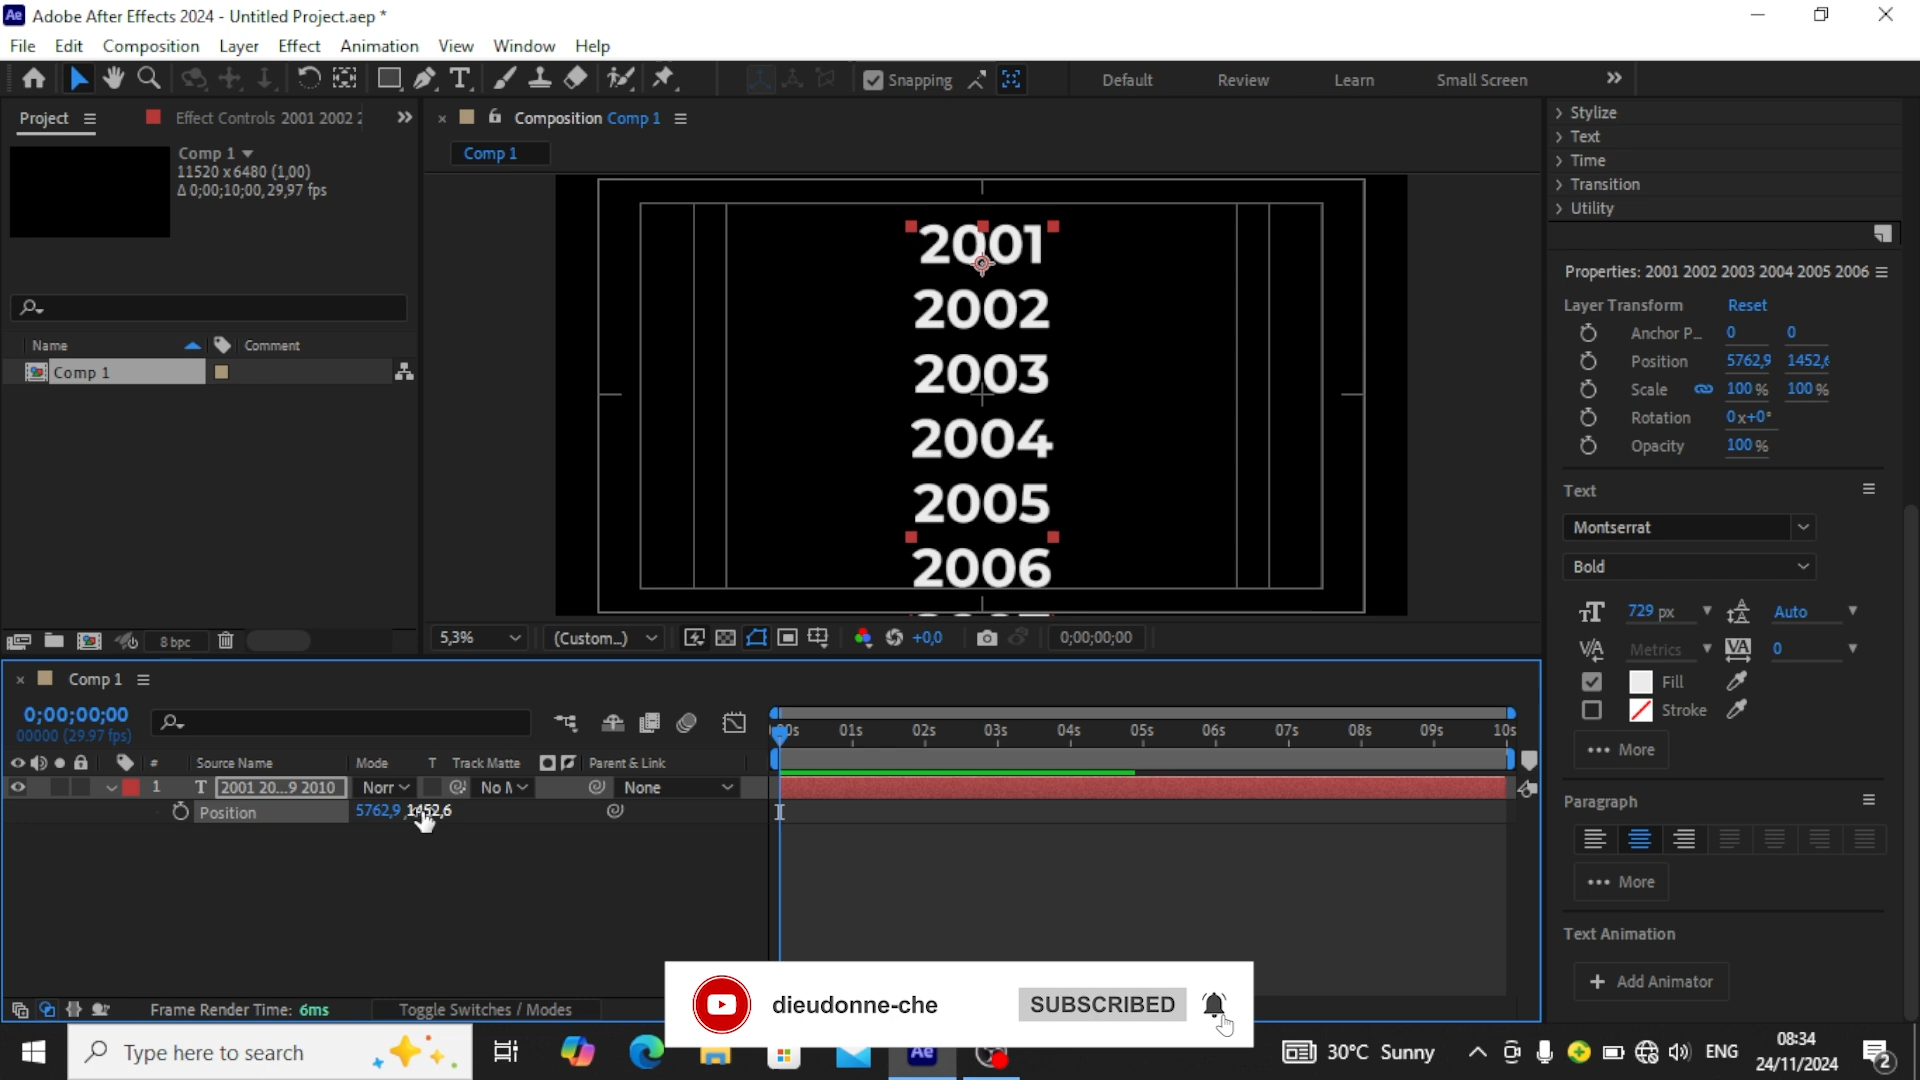 Ae Adobe After Effects 2024 - Untitled Project.aep *
File Edit Composition Layer Effect Animation View Window Help
Snapping Default Review Learn Small Screen
Project Effect Controls 2001 2002
Composition Comp 1
Comp 1
Comp 1
11520 x6480 (1,00)
Δ 0;00;10;00, 29,97 fps
Name Comment
Comp 1
8 bpc
2001
2002
2003
2004
2005
2006
5,3% (Custom...) +0,0 0;00;00;00
Stylize
Text
Time
Transition
Utility
Properties: 2001 2002 2003 2004 2005 2006
Layer Transform Reset
Anchor P... 0 0
Position 5762,9 1452,6
Scale 100 % 100 %
Rotation 0x+0°
Opacity 100 %
Text
Montserrat
Bold
729 px Auto
Metrics 0
Fill
Stroke
••• More
Paragraph
••• More
Text Animation
+ Add Animator
Comp 1
0;00;00;00
00000 (29.97 fps)
01s 02s 03s 04s 05s 06s 07s 08s 09s 10s
# Source Name Mode T Track Matte Parent & Link
1 T 2001 20...9 2010 Norr No M None
Position 5762,9 ,1452,6
Frame Render Time: 6ms Toggle Switches / Modes
dieudonne-che SUBSCRIBED
Type here to search
Ae
30°C Sunny ENG
08:34
24/11/2024
2